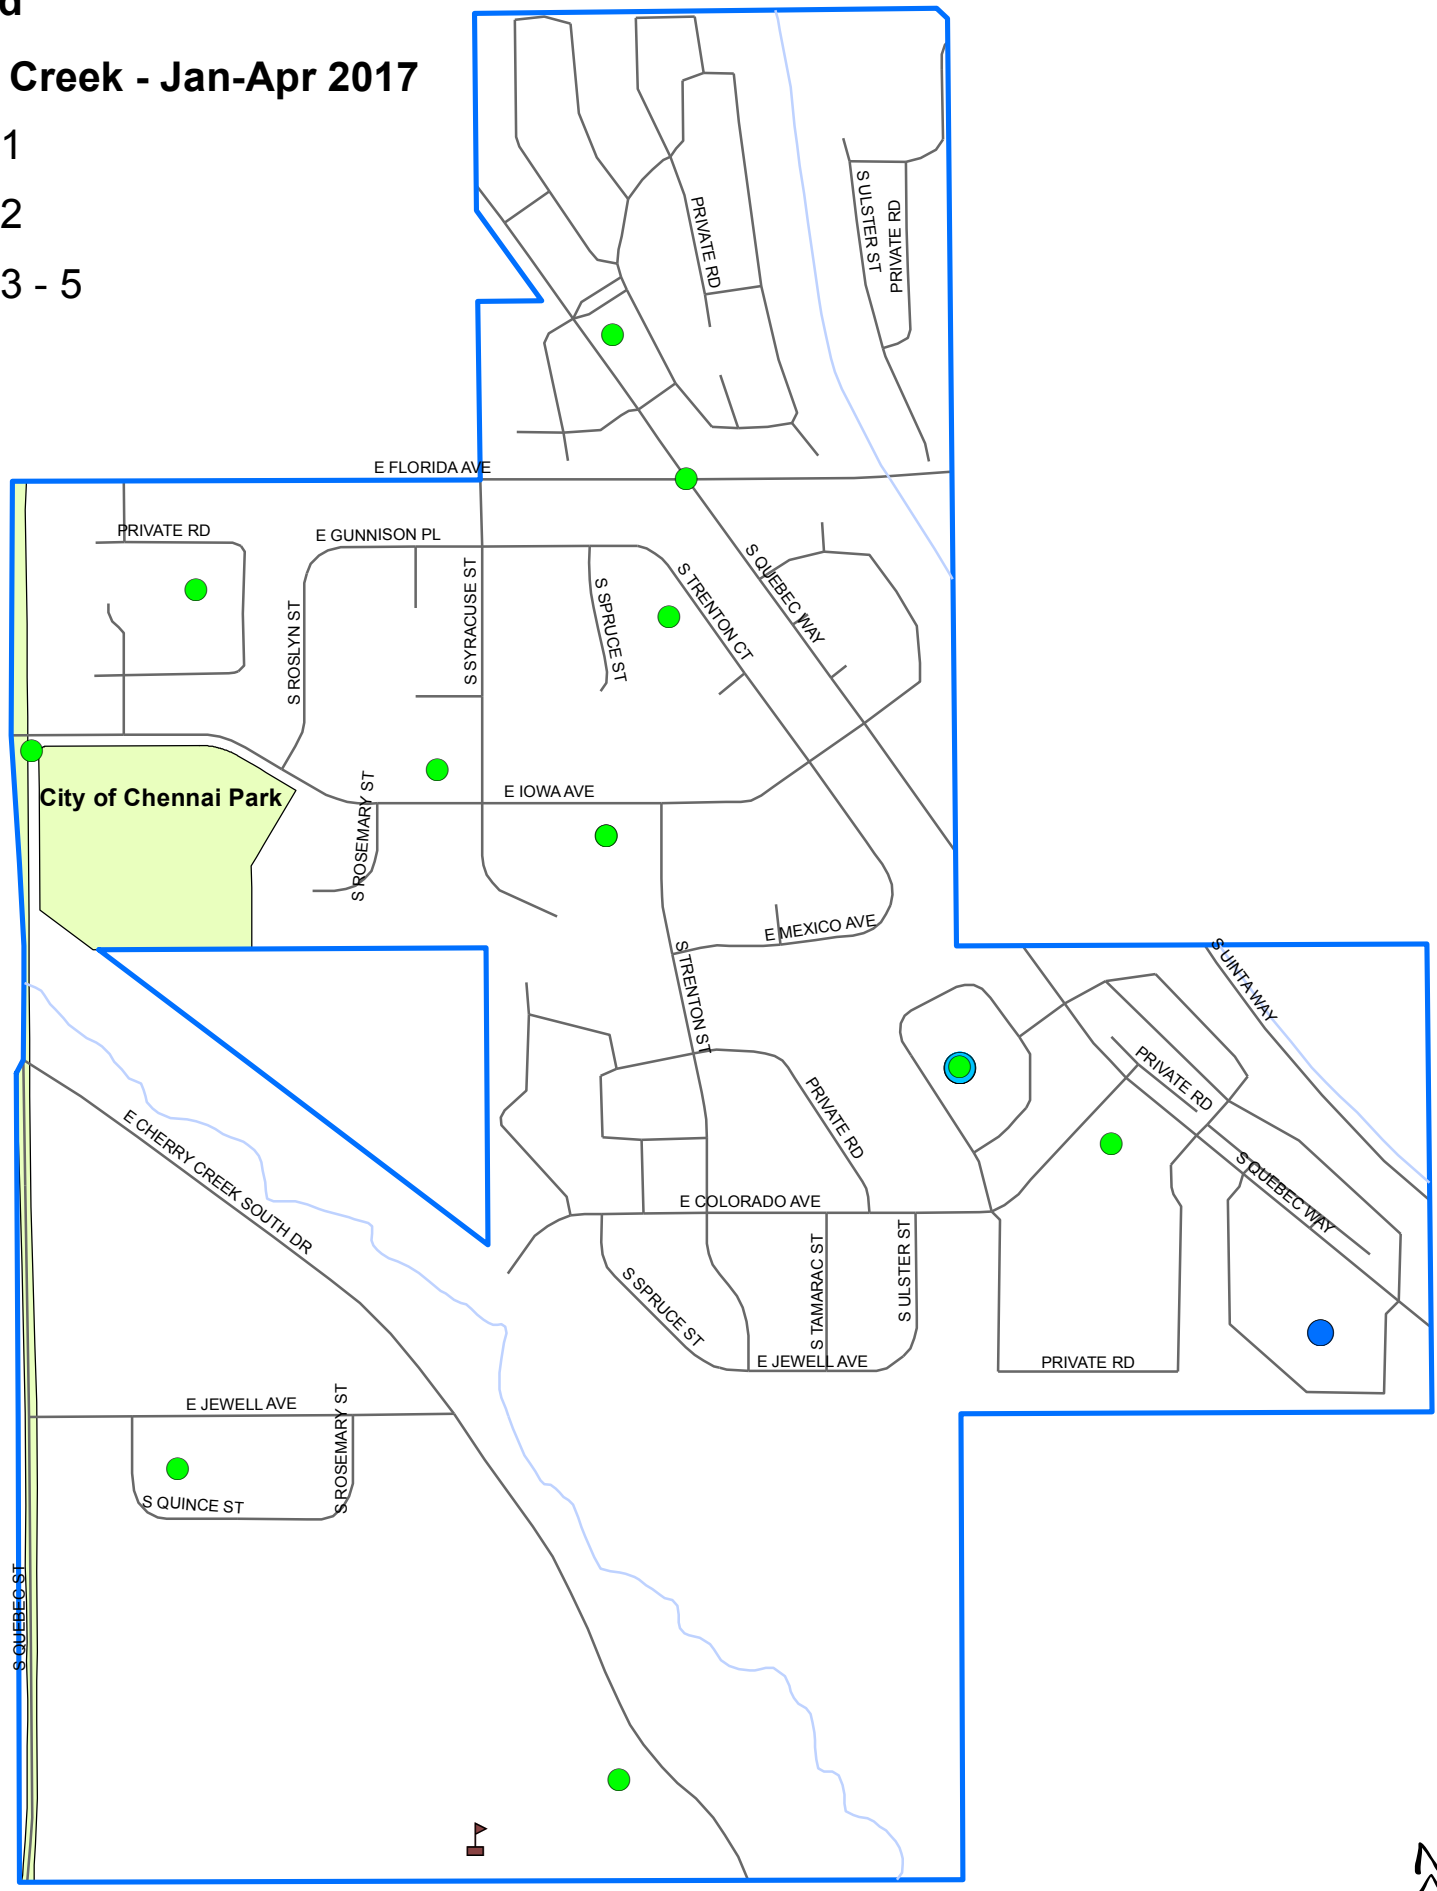 d
Creek - Jan-Apr 2017
1
2
3 - 5
PRIVATE RD
S ULSTER ST
PRIVATE RD
E FLORIDA AVE
PRIVATE RD
E GUNNISON PL
S ROSLYN ST
S SYRACUSE ST
S SPRUCE ST
S TRENTON CT
S QUEBEC WAY
City of Chennai Park
S ROSEMARY ST
E IOWA AVE
E MEXICO AVE
S TRENTON ST
S UINTA WAY
PRIVATE RD
PRIVATE RD
E CHERRY CREEK SOUTH DR
S QUEBEC WAY
E COLORADO AVE
S SPRUCE ST
S TAMARAC ST
S ULSTER ST
E JEWELL AVE
PRIVATE RD
E JEWELL AVE
S ROSEMARY ST
S QUINCE ST
S QUEBEC ST
N